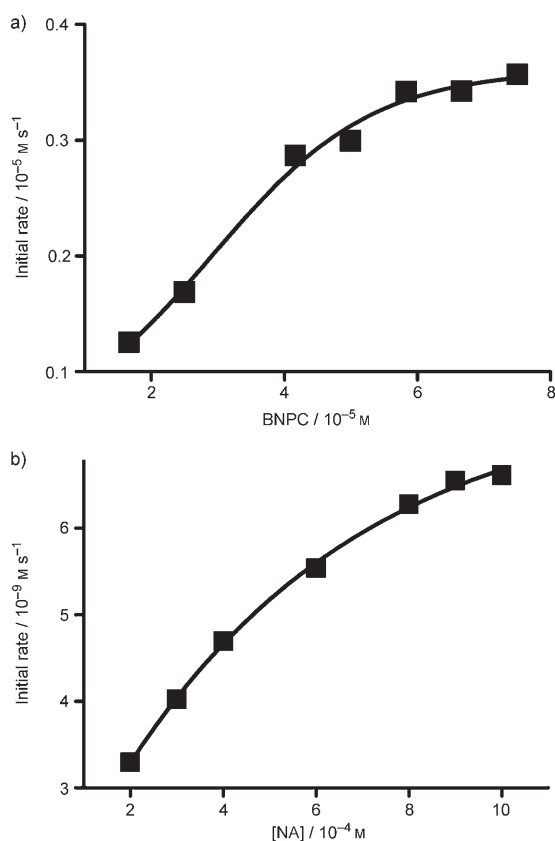 a)
0.4
0.3
0.2
0.1
Initial rate / 10⁻⁵ M s⁻¹
2 4 6 8
BNPC / 10⁻⁵ M
b)
6
5
4
3
Initial rate / 10⁻⁹ M s⁻¹
2 4 6 8 10
[NA] / 10⁻⁴ M